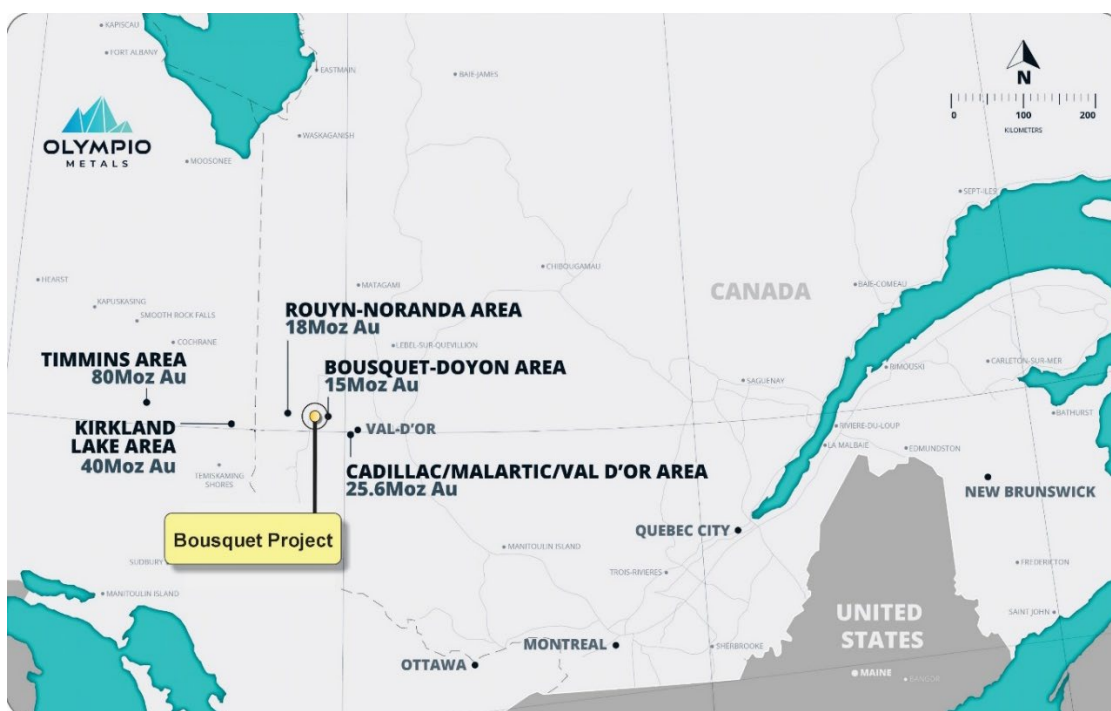 KAPISCAU
FORT ALBANY
EASTMAIN
BAIE-JAMES
N
0 100 200
KILOMETERS
OLYMPIO
METALS
WASKAGANISH
MOOSONEE
SEPT-ILES
CHIBOUGAMAU
HEARST
MATAGAMI
CANADA
BAIE-COMEAU
KAPUSKASING
SMOOTH ROCK FALLS
ROUYN-NORANDA AREA
18Moz Au
COCHRANE
LEBEL-SUR-QUEVILLION
TIMMINS AREA
80Moz Au
BOUSQUET-DOYON AREA
15Moz Au
RIMOUSKI
CARLETON-SUR-MER
SAGUENAY
BATHURST
KIRKLAND
LAKE AREA
40Moz Au
VAL-D'OR
RIVIERE-DU-LOUP
LA MALBAIE
EDMUNDSTON
TEMISKAMING
SHORES
CADILLAC/MALARTIC/VAL D'OR AREA
25.6Moz Au
NEW BRUNSWICK
Bousquet Project
QUEBEC CITY
MANITOULIN ISLAND
SUDBURY
TROIS-RIVIERES
FREDERICTON
MANITOULIN ISLAND
UNITED
STATES
SAINT JOHN
MONTREAL
SHERBROOKE
OTTAWA
MAINE
BANGOR